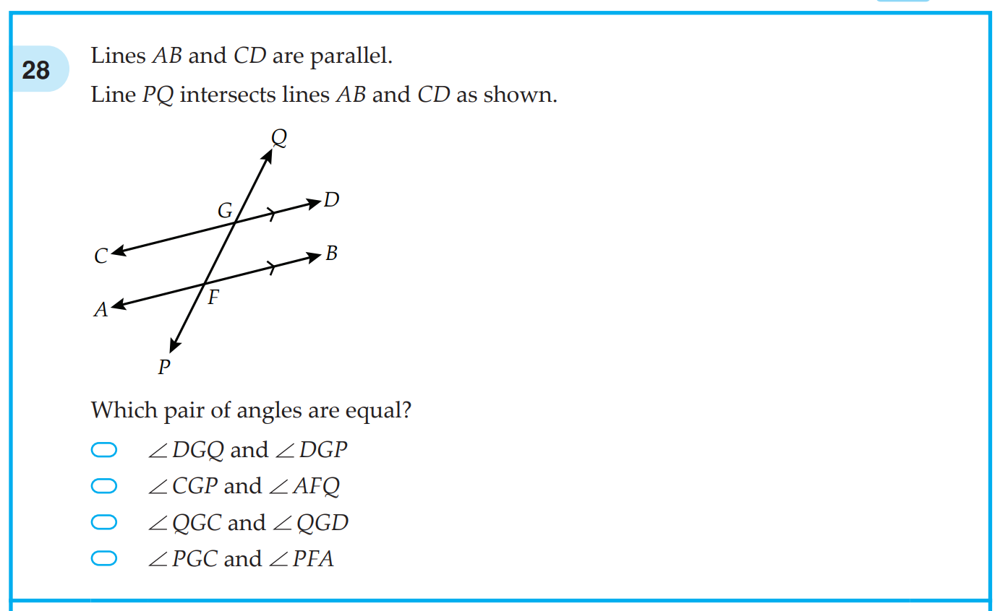 28
Lines AB and CD are parallel.
Line PQ intersects lines AB and CD as shown.
Q
G
D
C
B
A
F
P
Which pair of angles are equal?
∠DGQ and ∠DGP
∠CGP and ∠AFQ
∠QGC and ∠QGD
∠PGC and ∠PFA